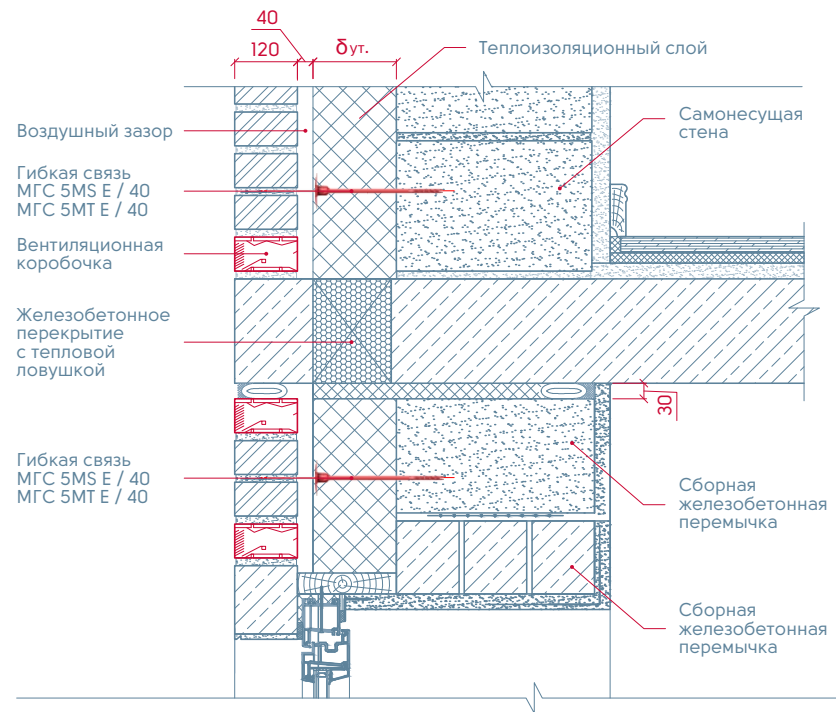 40
120
δут.
Теплоизоляционный слой
Воздушный зазор
Самонесущая
стена
Гибкая связь
МГС 5MS E / 40
МГС 5MT E / 40
Вентиляционная
коробочка
Железобетонное
перекрытие
с тепловой
ловушкой
30
Гибкая связь
МГС 5MS E / 40
МГС 5MT E / 40
Сборная
железобетонная
перемычка
Сборная
железобетонная
перемычка